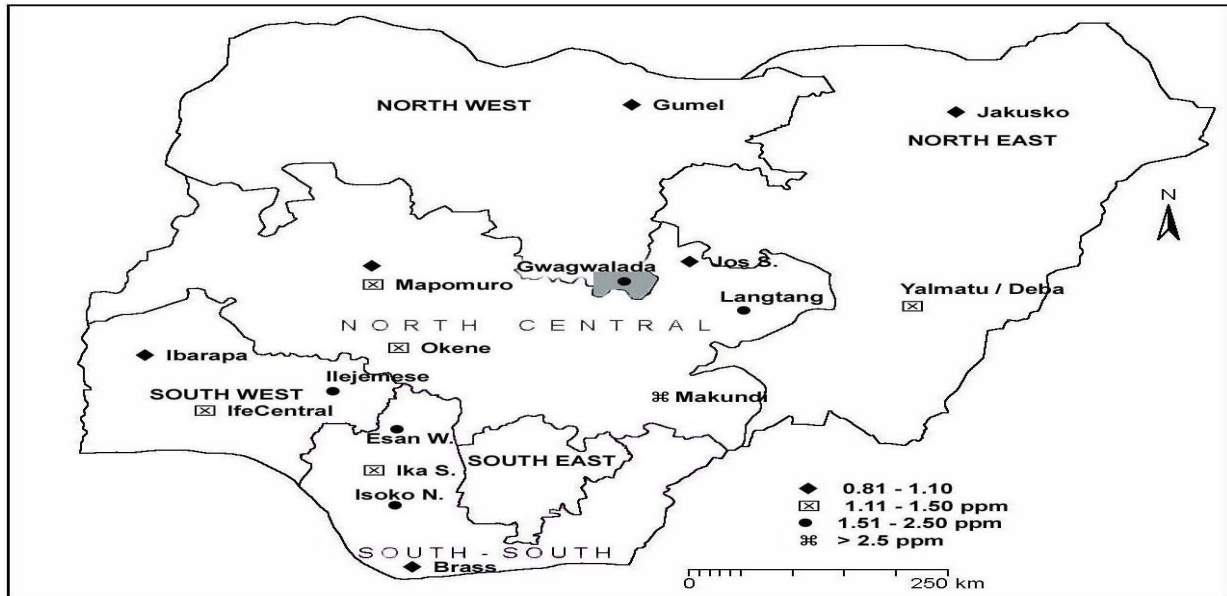 NORTH WEST
Gumel
Jakusko
NORTH EAST
N
Gwagwalada
Jos S.
Mapomuro
Langtang
Yalmatu / Deba
NORTH CENTRAL
Okene
Ibarapa
Ilejemese
SOUTH WEST
IfeCentral
Makundi
Esan W.
SOUTH EAST
Ika S.
Isoko N.
SOUTH - SOUTH
Brass
0.81 - 1.10
1.11 - 1.50 ppm
1.51 - 2.50 ppm
> 2.5 ppm
0 250 km